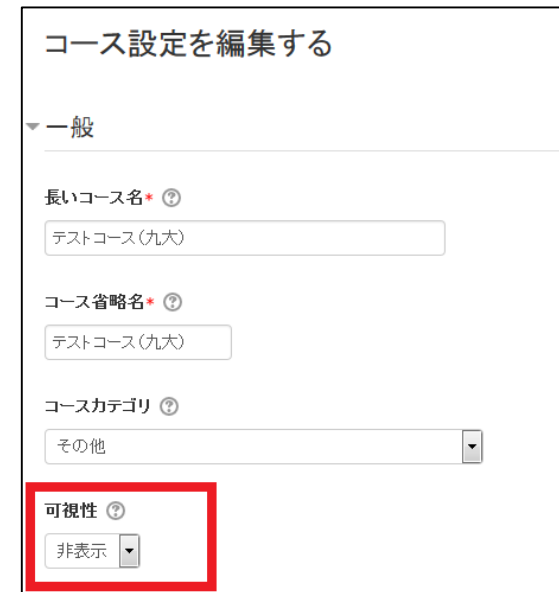 コース設定を編集する
一般
長いコース名*
テストコース(九大)
コース省略名*
テストコース(九大)
コースカテゴリ
その他
可視性
非表示